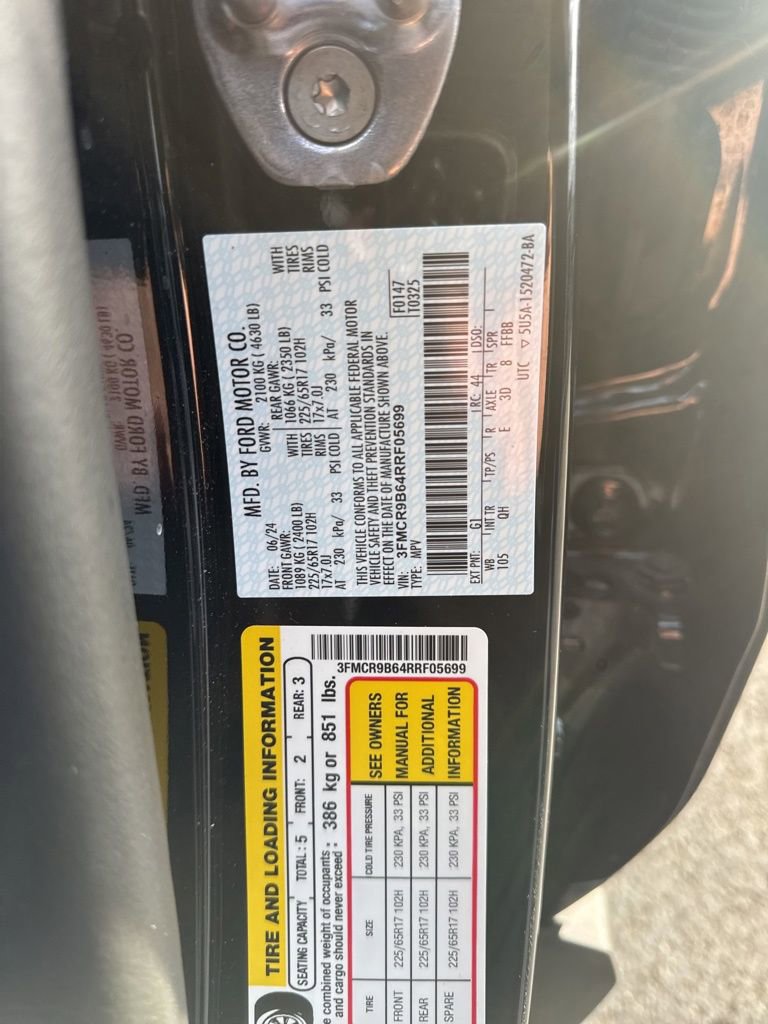 MFD. BY FORD MOTOR CO.
DATE: 06/24 GVWR: 2100 KG ( 4630 LB)
FRONT GAWR: REAR GAWR:
1089 KG ( 2400 LB) WITH 1066 KG ( 2350 LB) WITH
225/65R17 102H TIRES 225/65R17 102H TIRES
17x7.0J RIMS 17x7.0J RIMS
AT 230 kPa/ 33 PSI COLD AT 230 kPa/ 33 PSI COLD
THIS VEHICLE CONFORMS TO ALL APPLICABLE FEDERAL MOTOR
VEHICLE SAFETY AND THEFT PREVENTION STANDARDS IN
EFFECT ON THE DATE OF MANUFACTURE SHOWN ABOVE.
VIN: 3FMCR9B64RRF05699 F0147
TYPE: MPV T0325
EXT PNT: G1 RC: 44 DSO:
WB INT TR TP/PS R AXLE TR SPR
105 QH E 3D 8 FFBB
UTC ▽ 5U5A-1520472-BA
TIRE AND LOADING INFORMATION
SEATING CAPACITY TOTAL : 5 FRONT: 2 REAR: 3
e combined weight of occupants
and cargo should never exceed : 386 kg or 851 lbs.
3FMCR9B64RRF05699
TIRE SIZE COLD TIRE PRESSURE
FRONT 225/65R17 102H 230 KPA, 33 PSI
REAR 225/65R17 102H 230 KPA, 33 PSI
SPARE 225/65R17 102H 230 KPA, 33 PSI
SEE OWNERS
MANUAL FOR
ADDITIONAL
INFORMATION